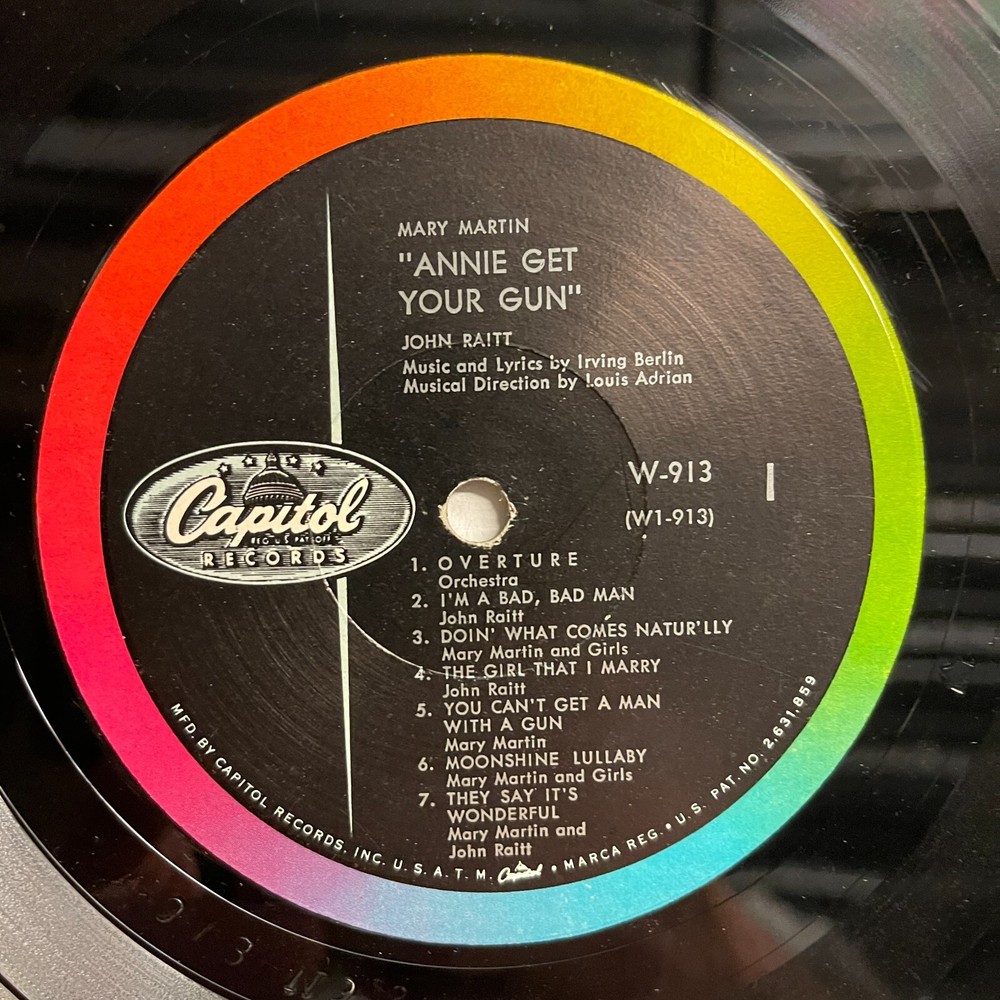 MARY MARTIN
"ANNIE GET
YOUR GUN"
JOHN RAITT
Music and Lyrics by Irving Berlin
Musical Direction by Louis Adrian
W-913
1
(W1-913)
Capitol
REG. U.S. PAT. OFF.
RECORDS
1. OVERTURE
Orchestra
2. I'M A BAD, BAD MAN
John Raitt
3. DOIN' WHAT COMES NATUR'LLY
Mary Martin and Girls
4. THE GIRL THAT I MARRY
John Raitt
5. YOU CAN'T GET A MAN
WITH A GUN
Mary Martin
6. MOONSHINE LULLABY
Mary Martin and Girls
7. THEY SAY IT'S
WONDERFUL
Mary Martin and
John Raitt
MFD. BY CAPITOL RECORDS, INC. U.S.A. T.M. Capitol • MARCA REG. • U.S. PAT. NO. 2,631,859